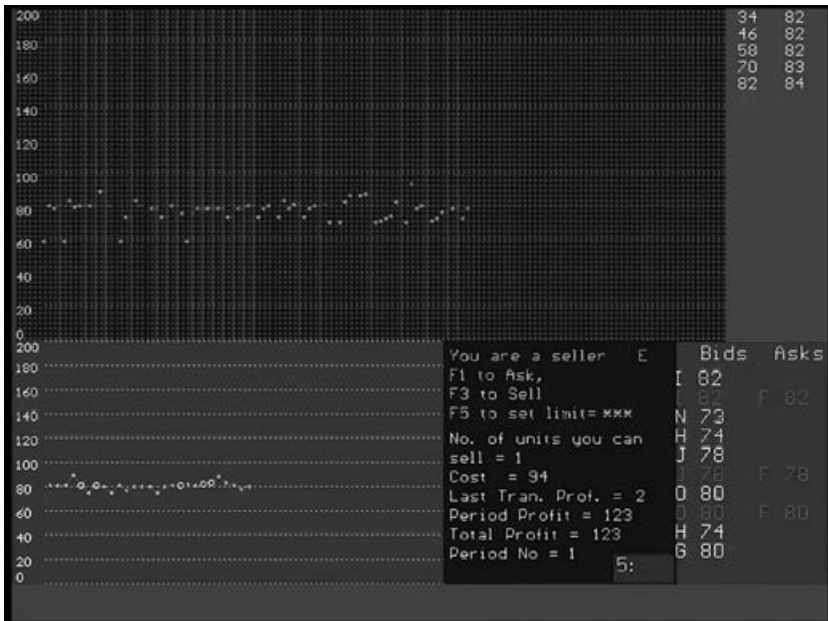 200
180
160
140
120
100
80
60
40
20
0
34 82
46 82
58 82
70 83
82 84
200
180
160
140
120
100
80
60
40
20
0
You are a seller E
F1 to Ask,
F3 to Sell
F5 to set limit= ***
No. of units you can
sell = 1
Cost = 94
Last Tran. Prof. = 2
Period Profit = 123
Total Profit = 123
Period No = 1
5:
Bids Asks
I 82
I 82 F 82
N 73
H 74
J 78
J 78 F 78
O 80
O 80 F 80
H 74
G 80